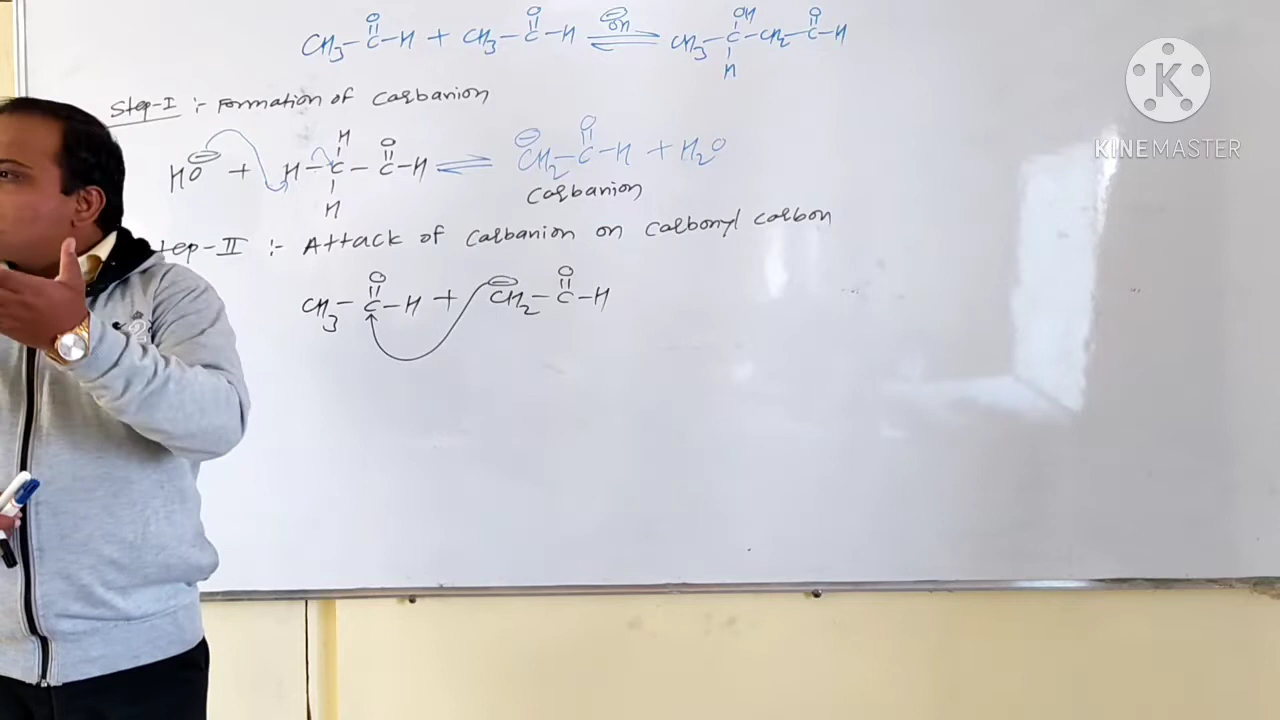 CH3-C(=O)-H + CH3-C(=O)-H ⇌(⊖OH) CH3-C(OH)(H)-CH2-C(=O)-H
Step-I :- Formation of Carbanion
HO⊖ + H-C(H)(H)-C(=O)-H ⇌ ⊖CH2-C(=O)-H + H2O
Carbanion
tep-II :- Attack of Carbanion on carbonyl carbon
CH3-C(=O)-H + ⊖CH2-C(=O)-H
K
KINEMASTER